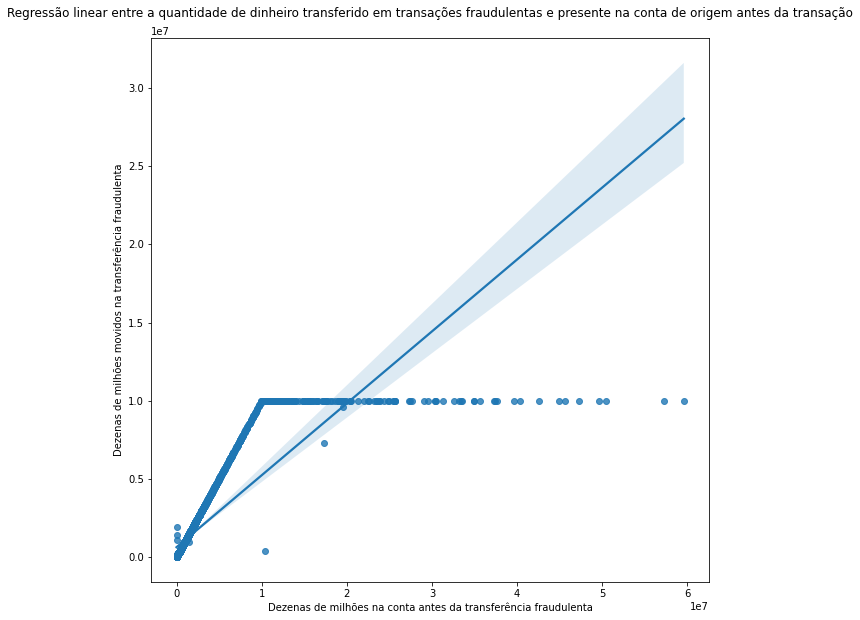 Regressão linear entre a quantidade de dinheiro transferido em transações fraudulentas e presente na conta de origem antes da transação
1e7
3.0
2.5
2.0
1.5
1.0
0.5
0.0
Dezenas de milhões movidos na transferência fraudulenta
0 1 2 3 4 5 6
1e7
Dezenas de milhões na conta antes da transferência fraudulenta